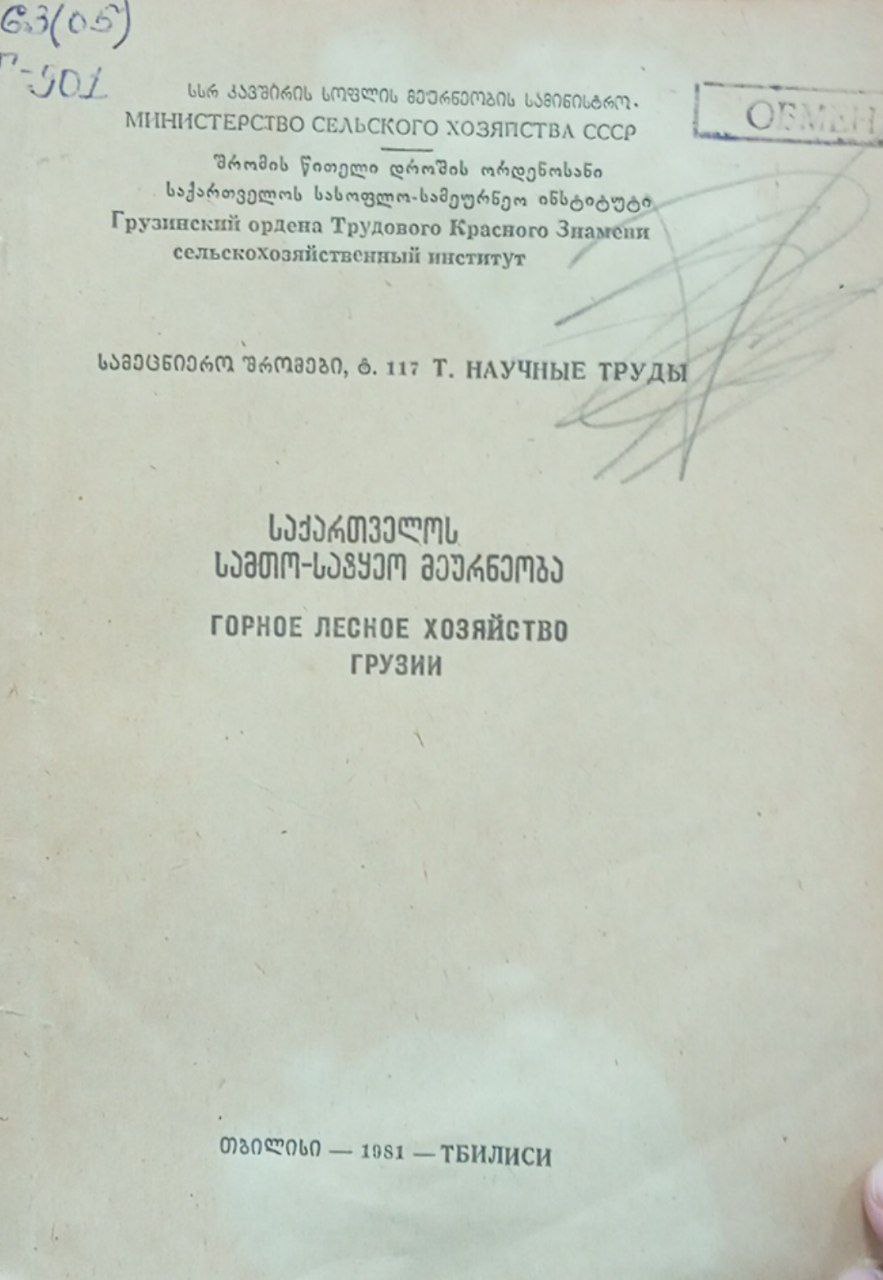 63(05)
Г-901
ОБМЕН
სსრ კავშირის სოფლის მეურნეობის სამინისტრო.
МИНИСТЕРСТВО СЕЛЬСКОГО ХОЗЯПСТВА СССР
შრომის წითელი დროშის ორდენოსანი
საქართველოს სასოფლო-სამეურნეო ინსტიტუტი
Грузинский ордена Трудового Красного Знамени
сельскохозяйственный институт
სამეცნიერო შრომები, ტ. 117 Т. НАУЧНЫЕ ТРУДЫ
საქართველოს
სამთო-სატყეო მეურნეობა
ГОРНОЕ ЛЕСНОЕ ХОЗЯЙСТВО
ГРУЗИИ
თბილისი — 1981 — ТБИЛИСИ